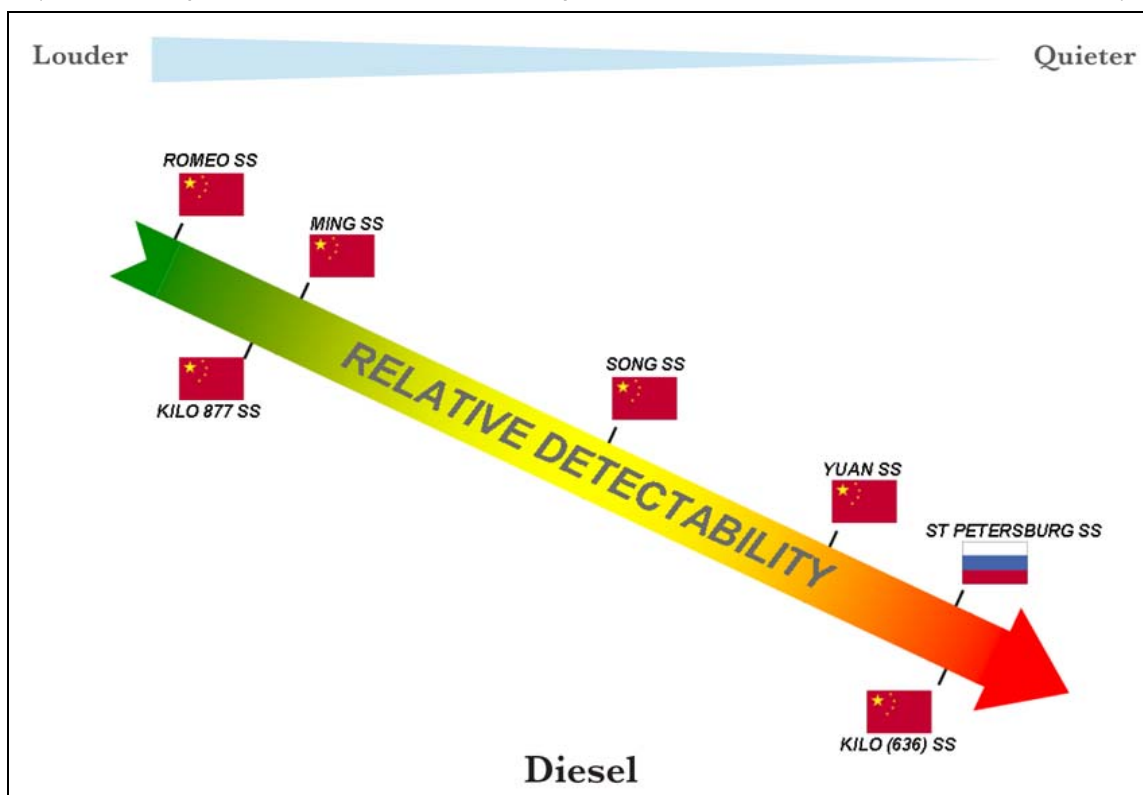 Louder
Quieter
ROMEO SS
MING SS
KILO 877 SS
SONG SS
RELATIVE DETECTABILITY
YUAN SS
ST PETERSBURG SS
KILO (636) SS
Diesel